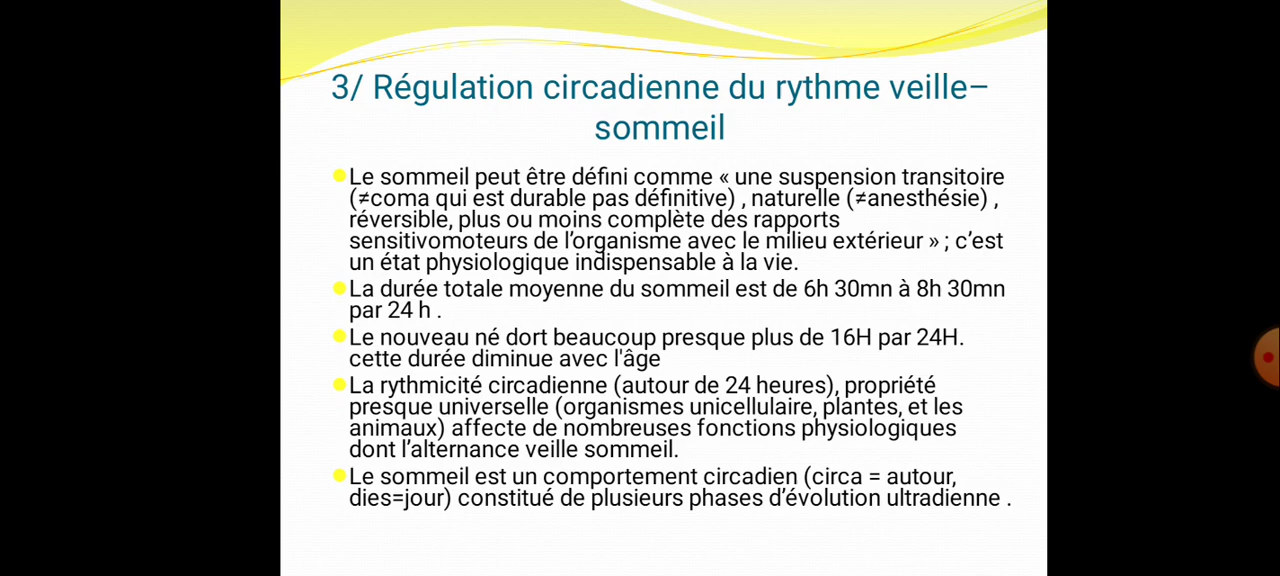 3/ Régulation circadienne du rythme veille–
sommeil
Le sommeil peut être défini comme « une suspension transitoire
(≠coma qui est durable pas définitive) , naturelle (≠anesthésie) ,
réversible, plus ou moins complète des rapports
sensitivomoteurs de l’organisme avec le milieu extérieur » ; c’est
un état physiologique indispensable à la vie.
La durée totale moyenne du sommeil est de 6h 30mn à 8h 30mn
par 24 h .
Le nouveau né dort beaucoup presque plus de 16H par 24H.
cette durée diminue avec l'âge
La rythmicité circadienne (autour de 24 heures), propriété
presque universelle (organismes unicellulaire, plantes, et les
animaux) affecte de nombreuses fonctions physiologiques
dont l’alternance veille sommeil.
Le sommeil est un comportement circadien (circa = autour,
dies=jour) constitué de plusieurs phases d’évolution ultradienne .